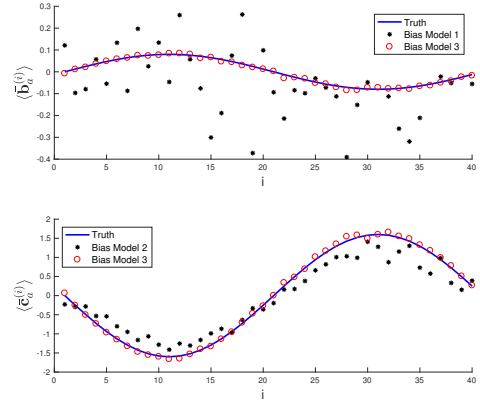 0.3
0.2
0.1
0
-0.1
-0.2
-0.3
-0.4
⟨b̄ₐ⁽ⁱ⁾⟩
Truth
Bias Model 1
Bias Model 3
0 5 10 15 20 25 30 35 40
i
2
1.5
1
0.5
0
-0.5
-1
-1.5
-2
⟨c̄ₐ⁽ⁱ⁾⟩
Truth
Bias Model 2
Bias Model 3
0 5 10 15 20 25 30 35 40
i